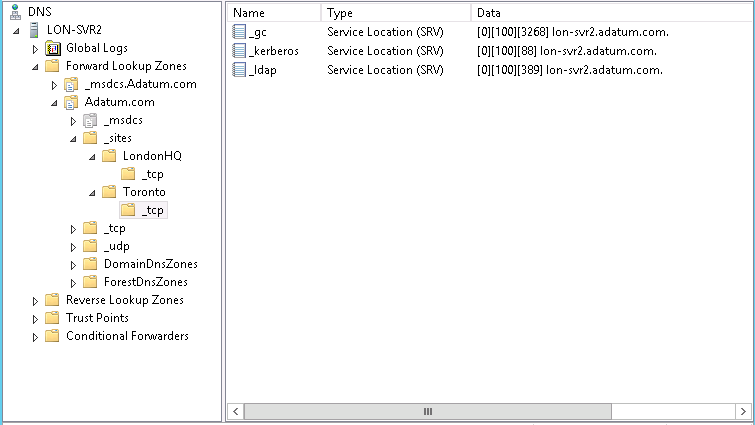 DNS
LON-SVR2
Global Logs
Forward Lookup Zones
_msdcs.Adatum.com
Adatum.com
_msdcs
_sites
LondonHQ
_tcp
Toronto
_tcp
_tcp
_udp
DomainDnsZones
ForestDnsZones
Reverse Lookup Zones
Trust Points
Conditional Forwarders
Name Type Data
_gc Service Location (SRV) [0][100][3268] lon-svr2.adatum.com.
_kerberos Service Location (SRV) [0][100][88] lon-svr2.adatum.com.
_ldap Service Location (SRV) [0][100][389] lon-svr2.adatum.com.